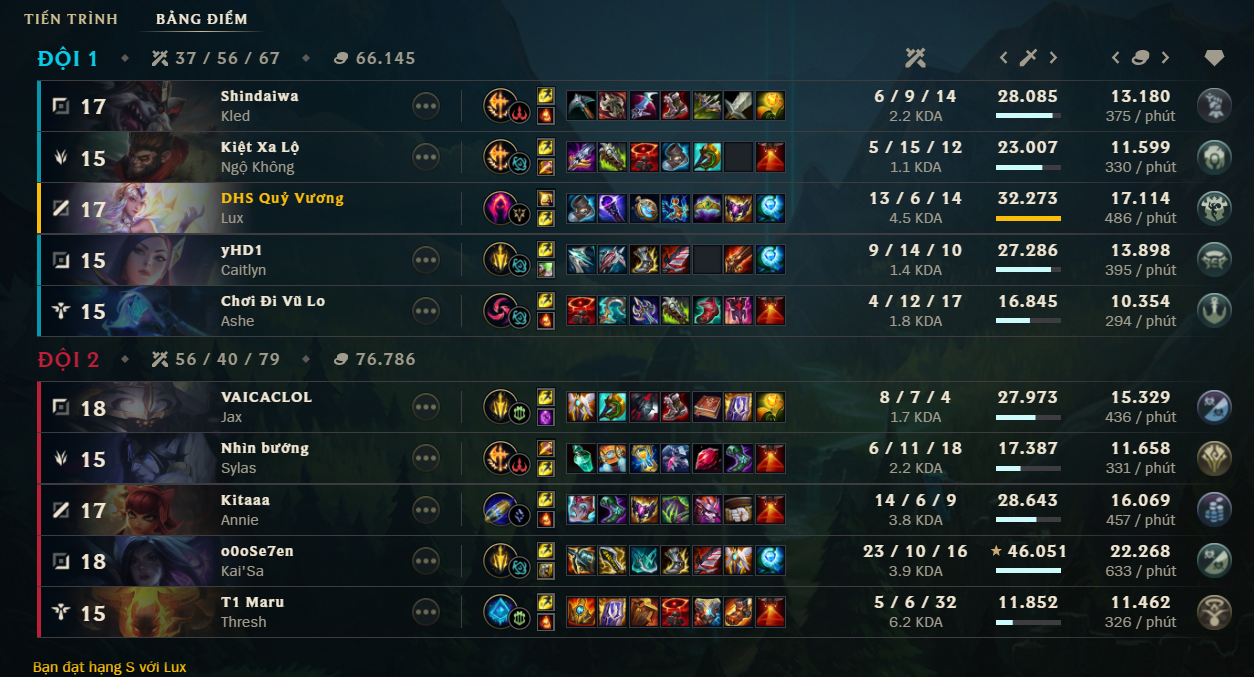 TIẾN TRÌNH BẢNG ĐIỂM
ĐỘI 1 37 / 56 / 67 66.145
17 Shindaiwa 6 / 9 / 14 28.085 13.180
Kled 2.2 KDA 375 / phút
15 Kiệt Xa Lộ 5 / 15 / 12 23.007 11.599
Ngộ Không 1.1 KDA 330 / phút
17 DHS Quỷ Vương 13 / 6 / 14 32.273 17.114
Lux 4.5 KDA 486 / phút
15 yHD1 9 / 14 / 10 27.286 13.898
Caitlyn 1.4 KDA 395 / phút
15 Chơi Đi Vũ Lo 4 / 12 / 17 16.845 10.354
Ashe 1.8 KDA 294 / phút
ĐỘI 2 56 / 40 / 79 76.786
18 VAICACLOL 8 / 7 / 4 27.973 15.329
Jax 1.7 KDA 436 / phút
15 Nhìn bướng 6 / 11 / 18 17.387 11.658
Sylas 2.2 KDA 331 / phút
17 Kitaaa 14 / 6 / 9 28.643 16.069
Annie 3.8 KDA 457 / phút
18 o0oSe7en 23 / 10 / 16 46.051 22.268
Kai'Sa 3.9 KDA 633 / phút
15 T1 Maru 5 / 6 / 32 11.852 11.462
Thresh 6.2 KDA 326 / phút
Bạn đạt hạng S với Lux